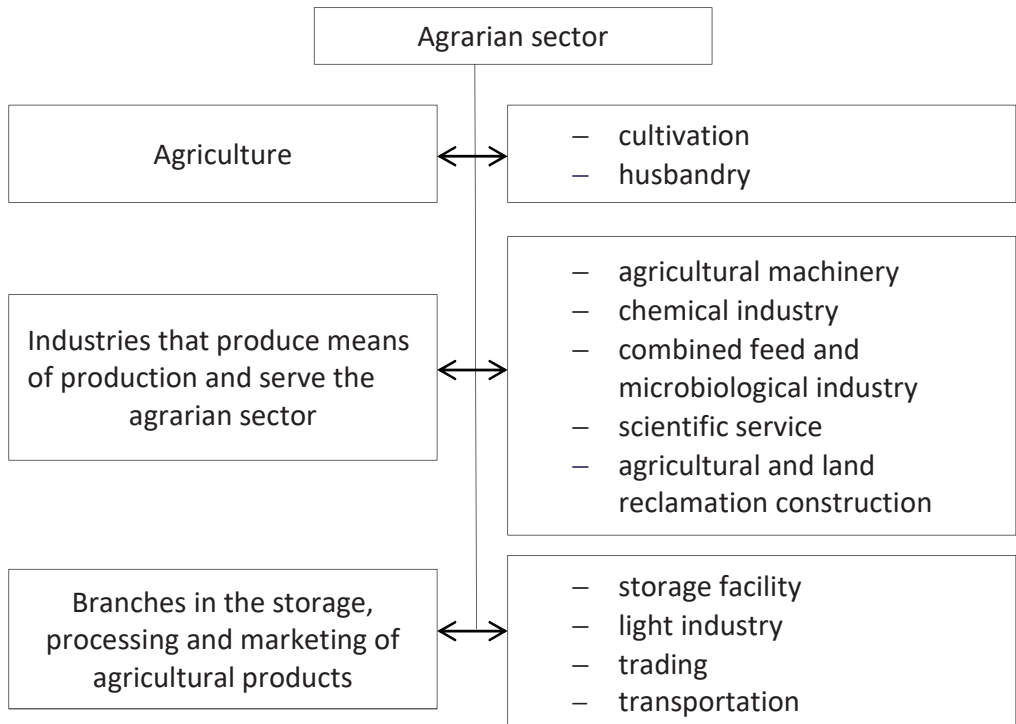 Agrarian sector
Agriculture
– cultivation
– husbandry
Industries that produce means
of production and serve the
agrarian sector
– agricultural machinery
– chemical industry
– combined feed and
microbiological industry
– scientific service
– agricultural and land
reclamation construction
Branches in the storage,
processing and marketing of
agricultural products
– storage facility
– light industry
– trading
– transportation